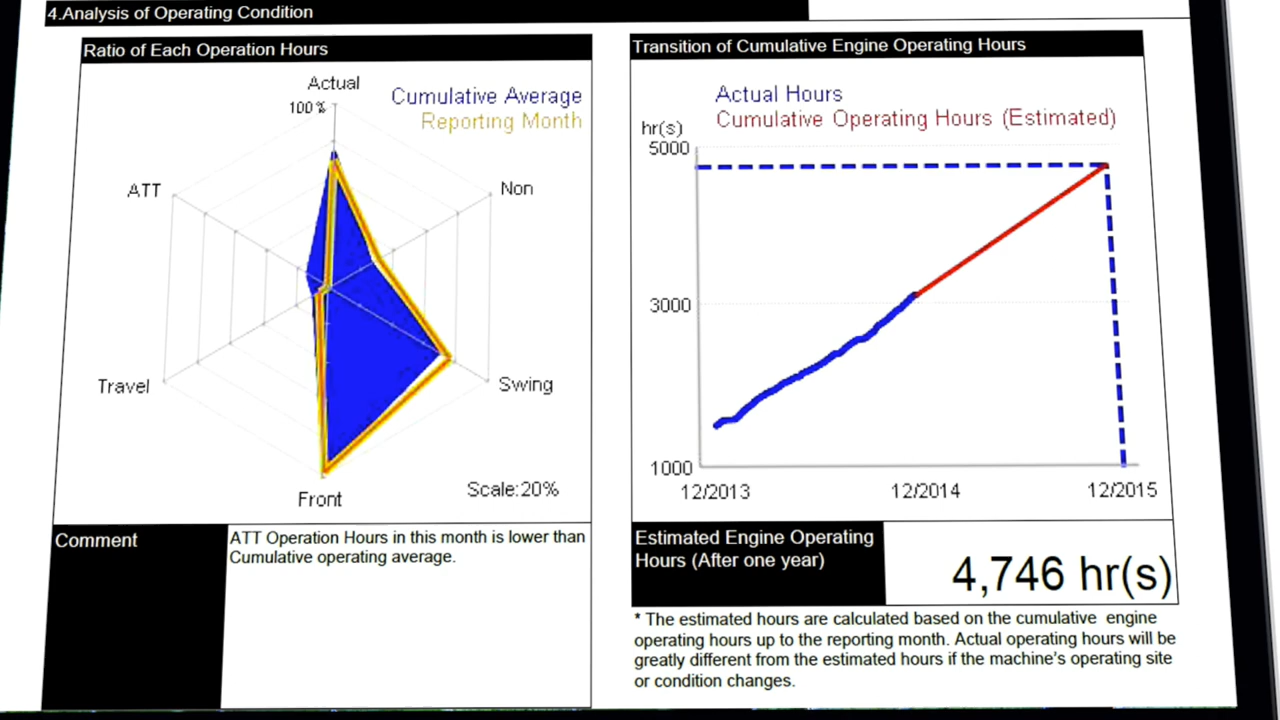 4.Analysis of Operating Condition
Ratio of Each Operation Hours
Actual
100%
Cumulative Average
Reporting Month
ATT
Non
Travel
Swing
Front
Scale:20%
Comment
ATT Operation Hours in this month is lower than
Cumulative operating average.
Transition of Cumulative Engine Operating Hours
Actual Hours
Cumulative Operating Hours (Estimated)
hr(s)
5000
3000
1000
12/2013
12/2014
12/2015
Estimated Engine Operating
Hours (After one year)
4,746 hr(s)
* The estimated hours are calculated based on the cumulative engine
operating hours up to the reporting month. Actual operating hours will be
greatly different from the estimated hours if the machine's operating site
or condition changes.